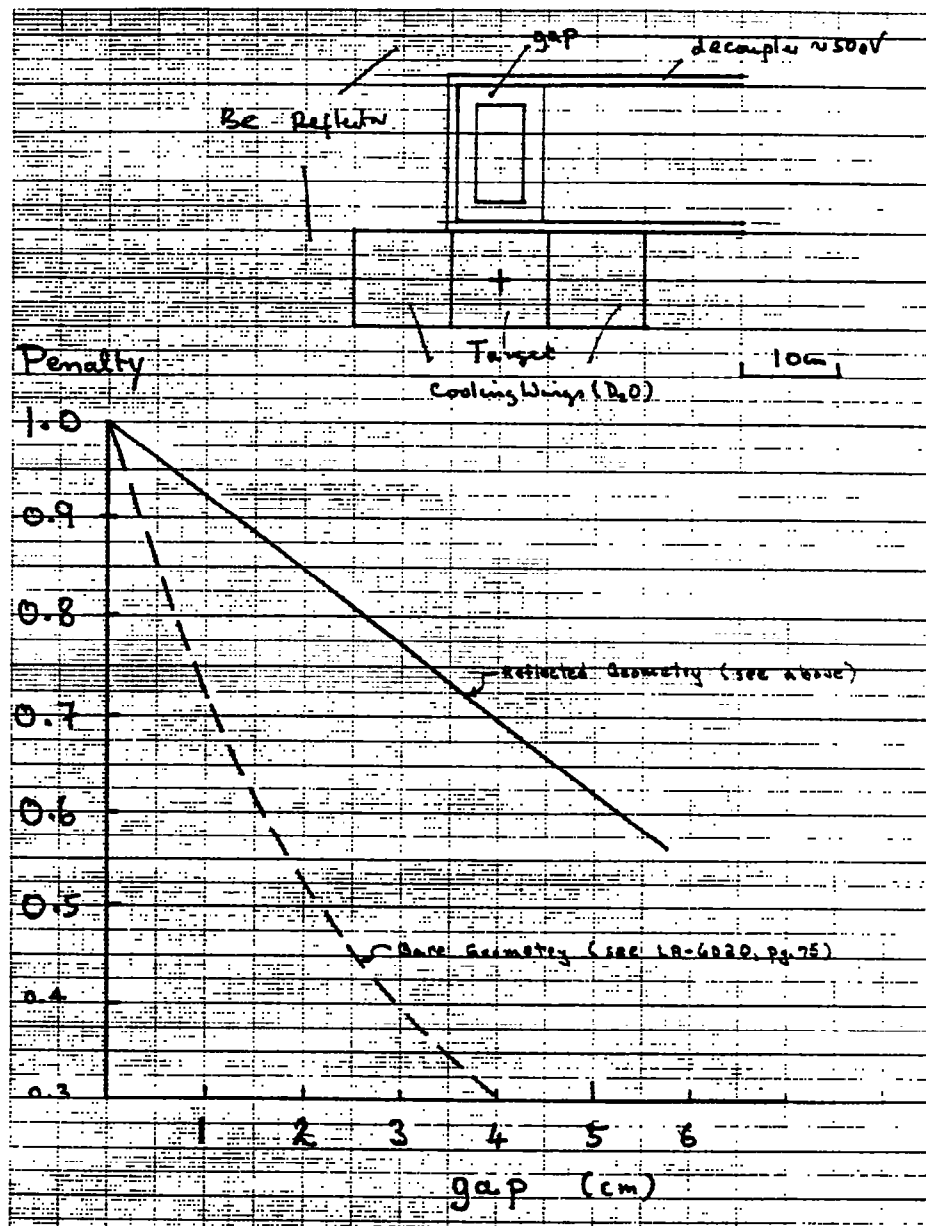 gap
decoupler ~50eV
Be Reflector
Target
Cooling Wings (D₂O)
10cm
Penalty
1.0
0.9
0.8
0.7
0.6
0.5
0.4
0.3
Reflected Geometry (see above)
Bare Geometry (see LA-6020, pg. 75)
1 2 3 4 5 6
gap (cm)